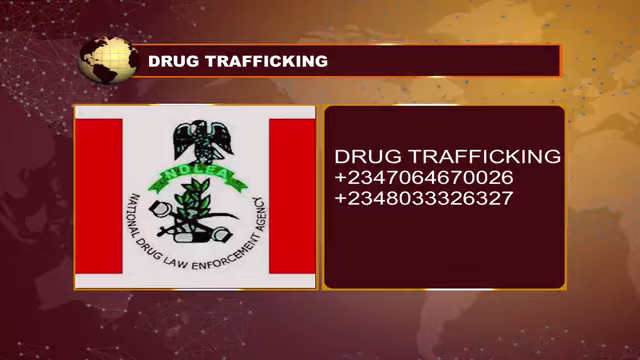 DRUG TRAFFICKING
DRUG TRAFFICKING
+2347064670026
+2348033326327
NDLEA
NATIONAL DRUG LAW ENFORCEMENT AGENCY